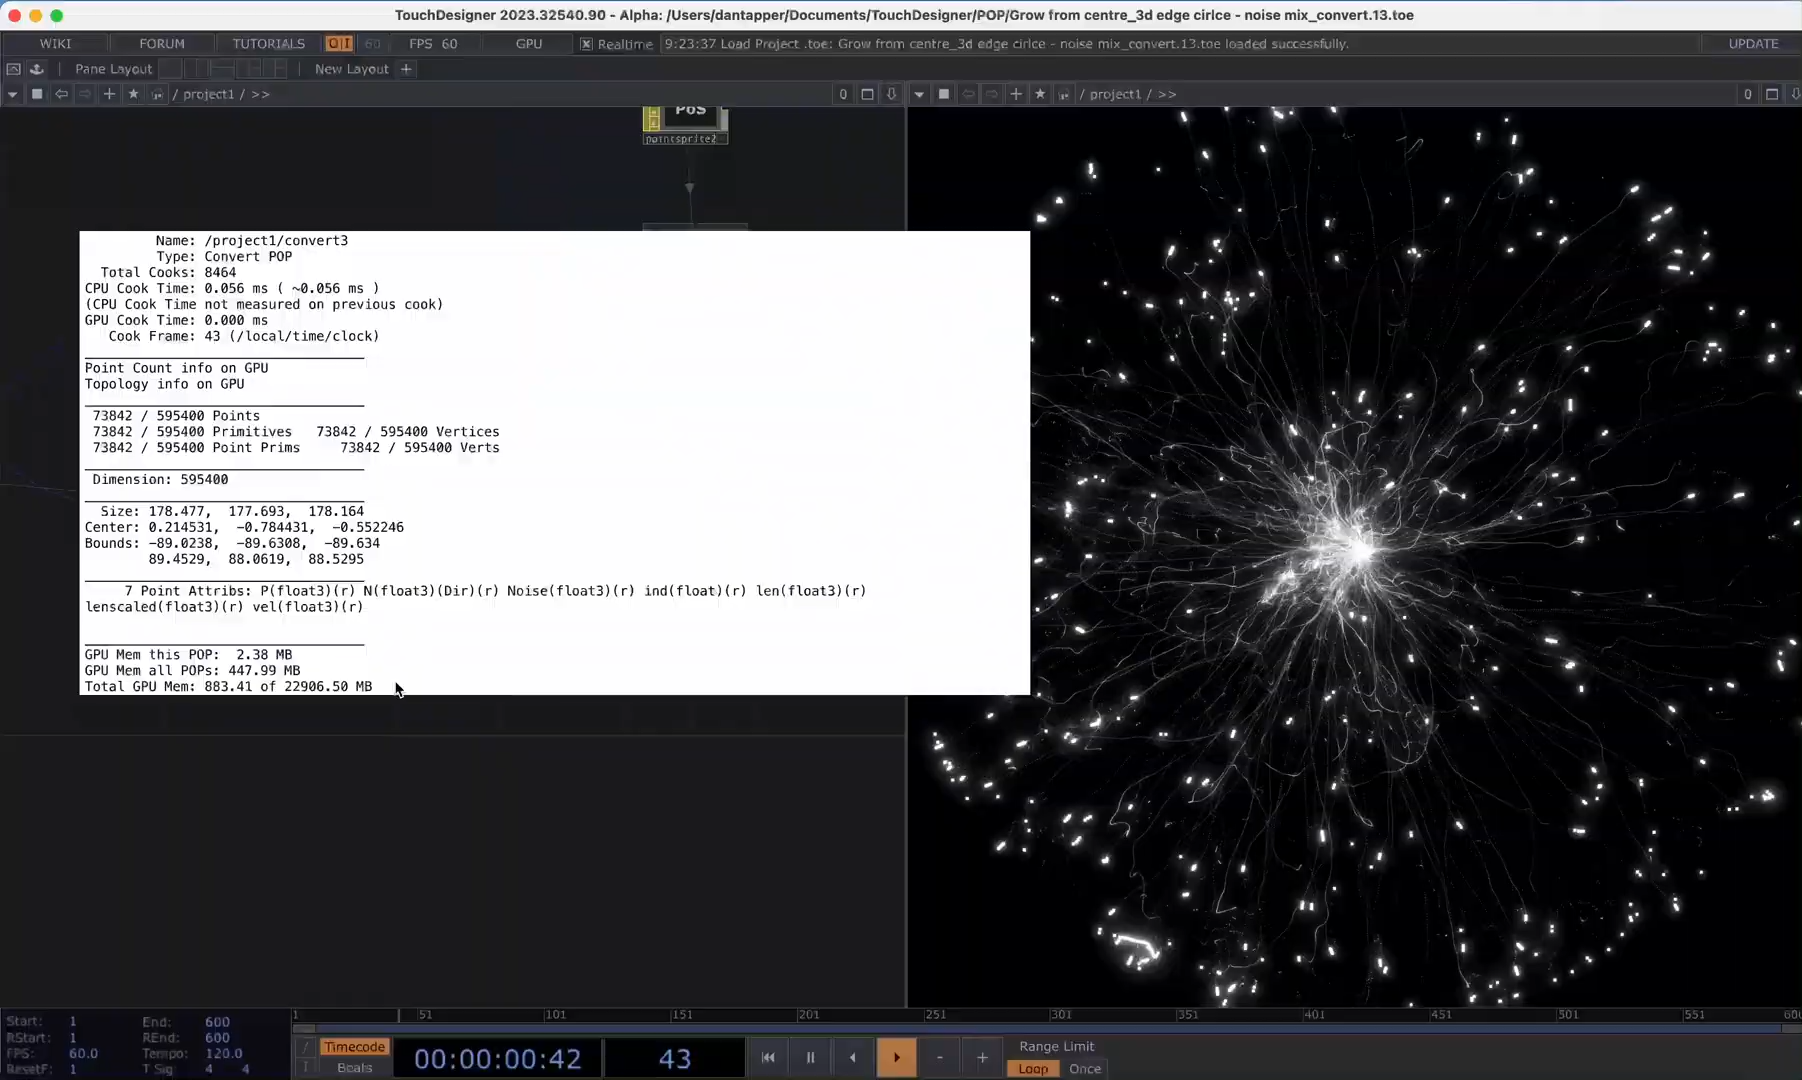 TouchDesigner 2023.32540.90 - Alpha: /Users/dantapper/Documents/TouchDesigner/POP/Grow from centre_3d edge cirlce - noise mix_convert.13.toe
WIKI FORUM TUTORIALS O|I 60 FPS 60 GPU Realtime 9:23:37 Load Project .toe: Grow from centre_3d edge cirlce - noise mix_convert.13.toe loaded successfully. UPDATE
Pane Layout New Layout +
/ project1 / >> 0 / project1 / >> 0
PoS
pointsprite2
Name: /project1/convert3
Type: Convert POP
Total Cooks: 8464
CPU Cook Time: 0.056 ms ( ~0.056 ms )
(CPU Cook Time not measured on previous cook)
GPU Cook Time: 0.000 ms
Cook Frame: 43 (/local/time/clock)
Point Count info on GPU
Topology info on GPU
73842 / 595400 Points
73842 / 595400 Primitives 73842 / 595400 Vertices
73842 / 595400 Point Prims 73842 / 595400 Verts
Dimension: 595400
Size: 178.477, 177.693, 178.164
Center: 0.214531, -0.784431, -0.552246
Bounds: -89.0238, -89.6308, -89.634
89.4529, 88.0619, 88.5295
7 Point Attribs: P(float3)(r) N(float3)(Dir)(r) Noise(float3)(r) ind(float)(r) len(float3)(r)
lenscaled(float3)(r) vel(float3)(r)
GPU Mem this POP: 2.38 MB
GPU Mem all POPs: 447.99 MB
Total GPU Mem: 883.41 of 22906.50 MB
1 51 101 151 201 251 301 351 401 451 501 551 600
Start: 1 End: 600
RStart: 1 REnd: 600
FPS: 60.0 Tempo: 120.0
ResetF: 1 T Sig: 4 4
Timecode
Beats
00:00:00:42 43
- +
Range Limit
Loop Once